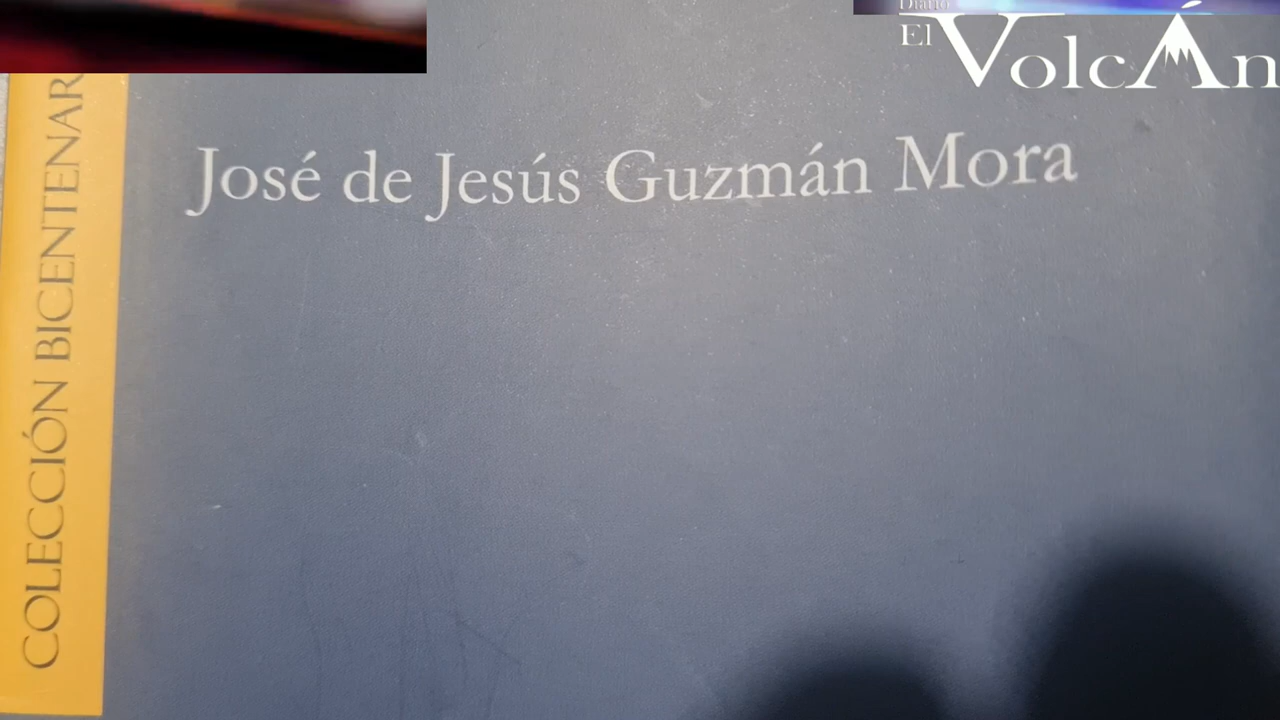 Diario
El VolcÁn
José de Jesús Guzmán Mora
COLECCIÓN BICENTENAR